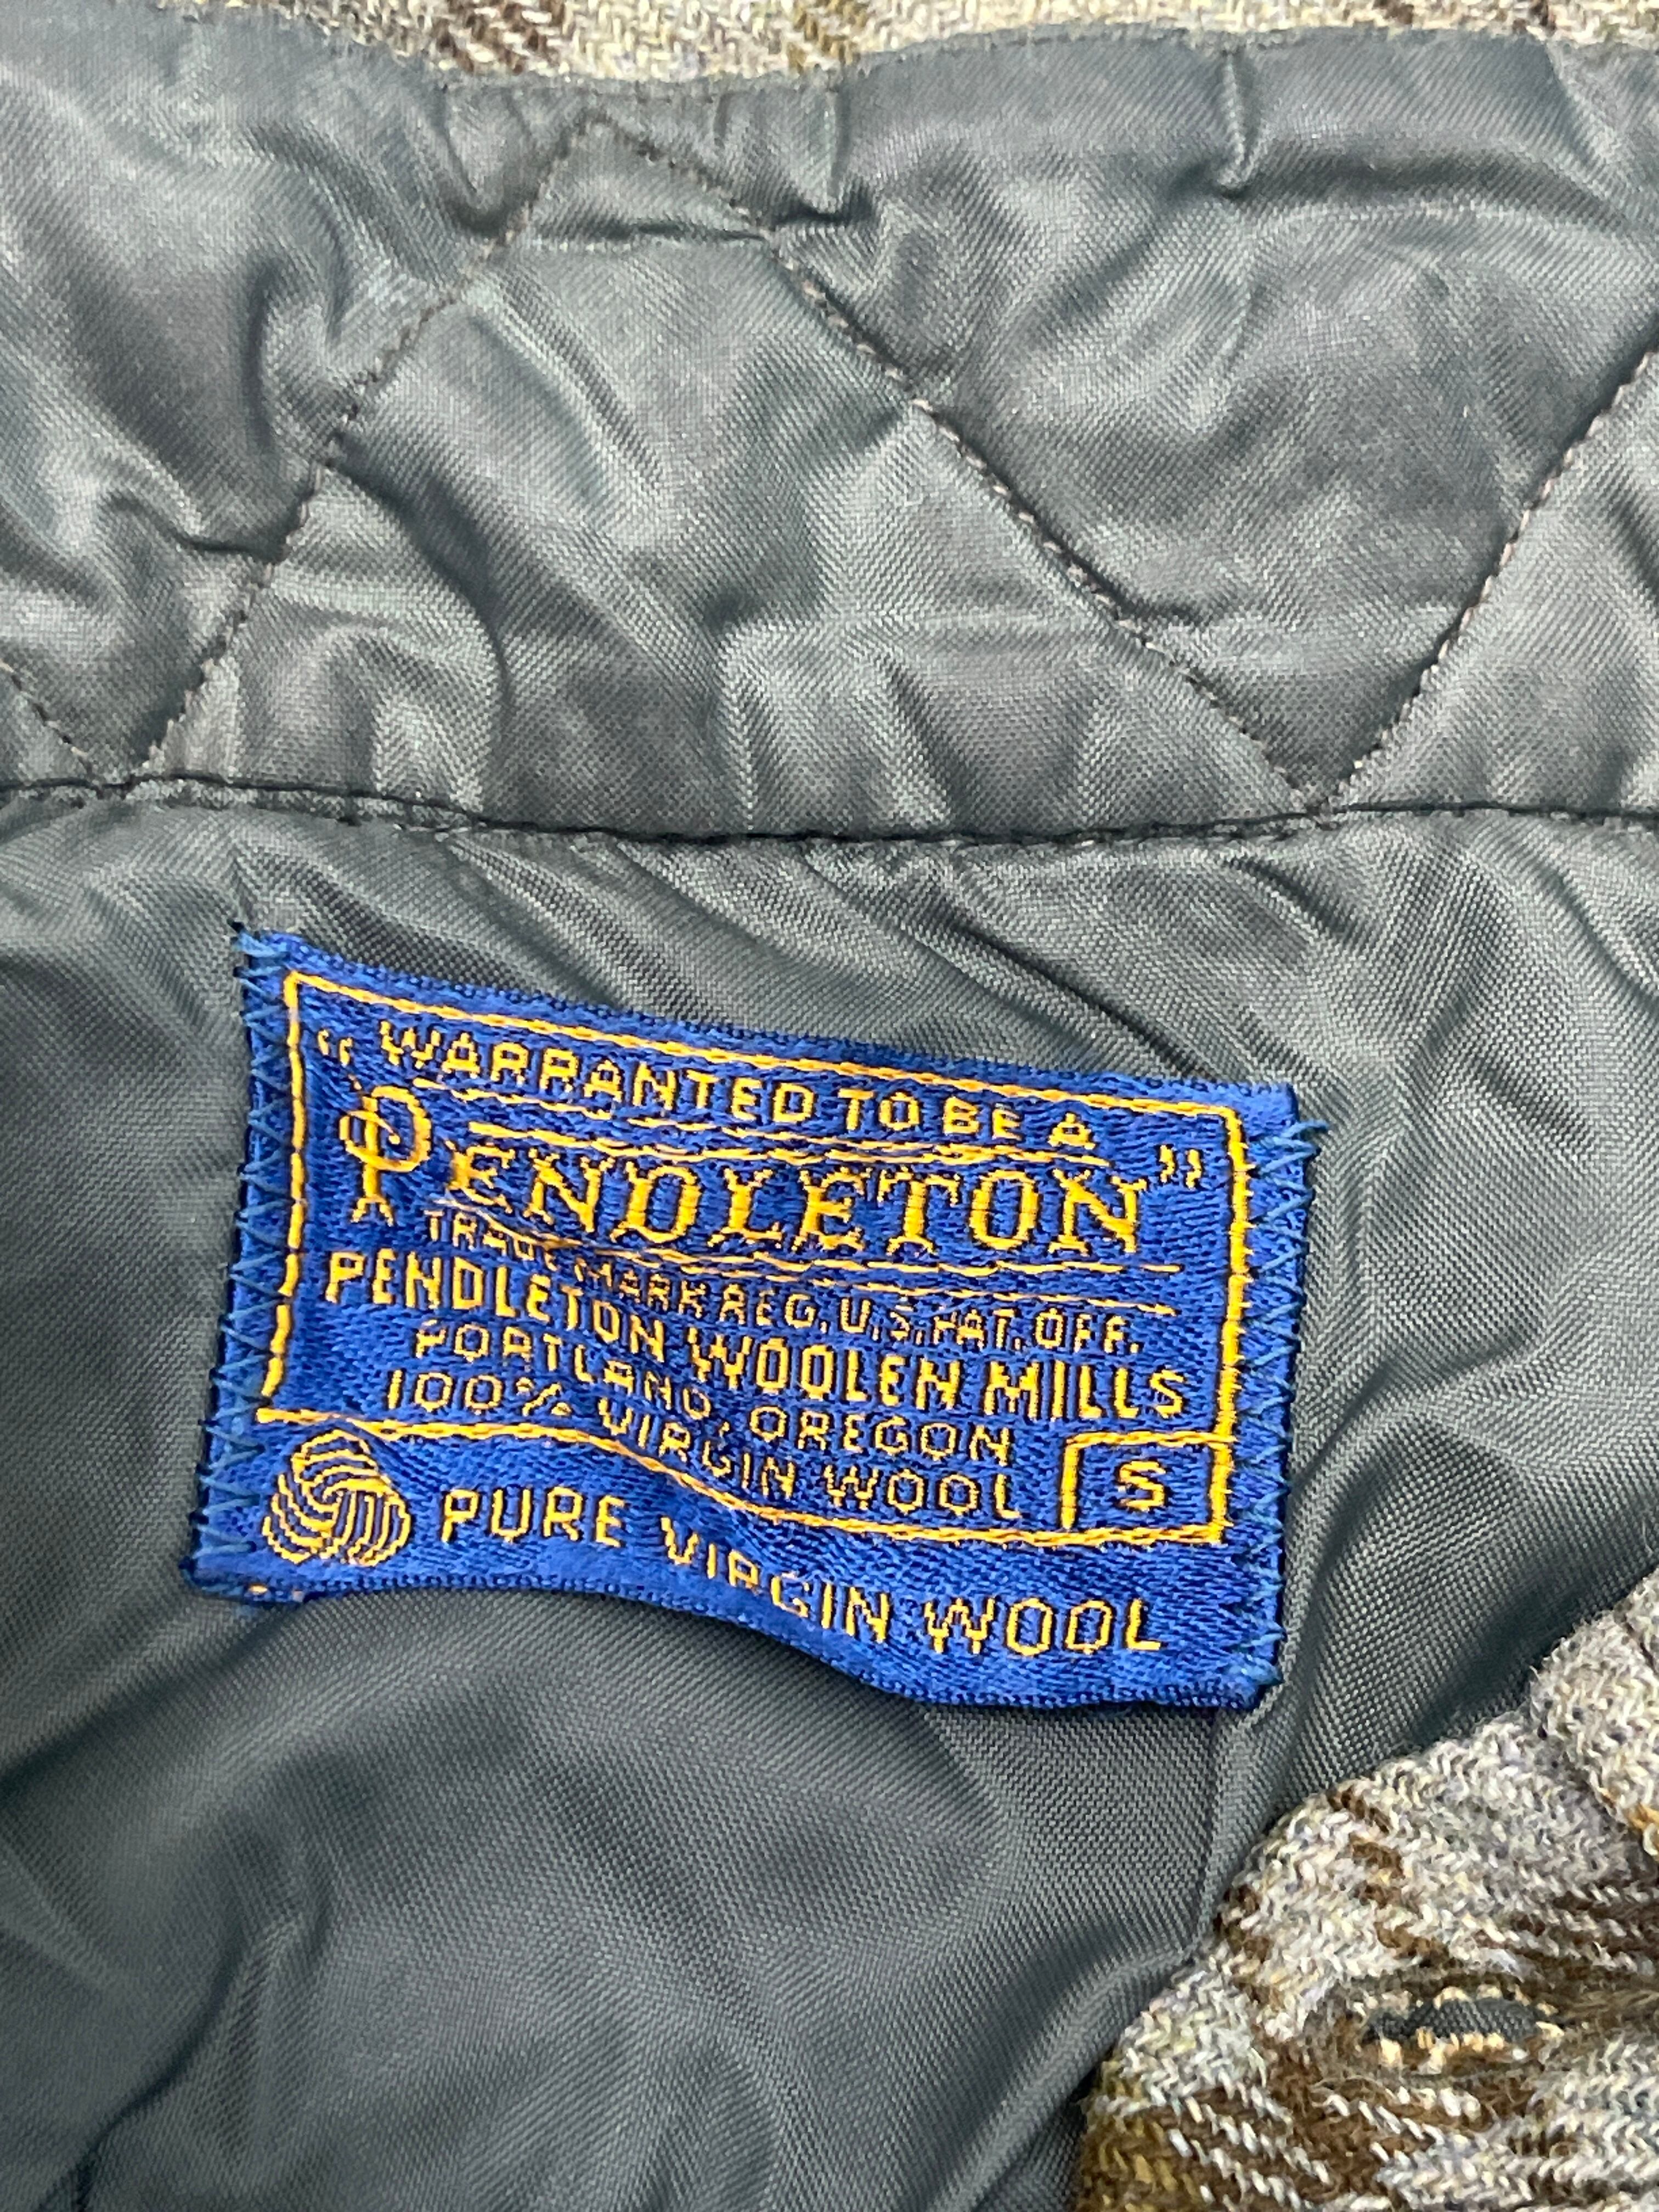 "WARRANTED TO BE A
PENDLETON"
TRADE MARK REG. U.S. PAT. OFF.
PENDLETON WOOLEN MILLS
PORTLAND, OREGON
100% VIRGIN WOOL
S
PURE VIRGIN WOOL